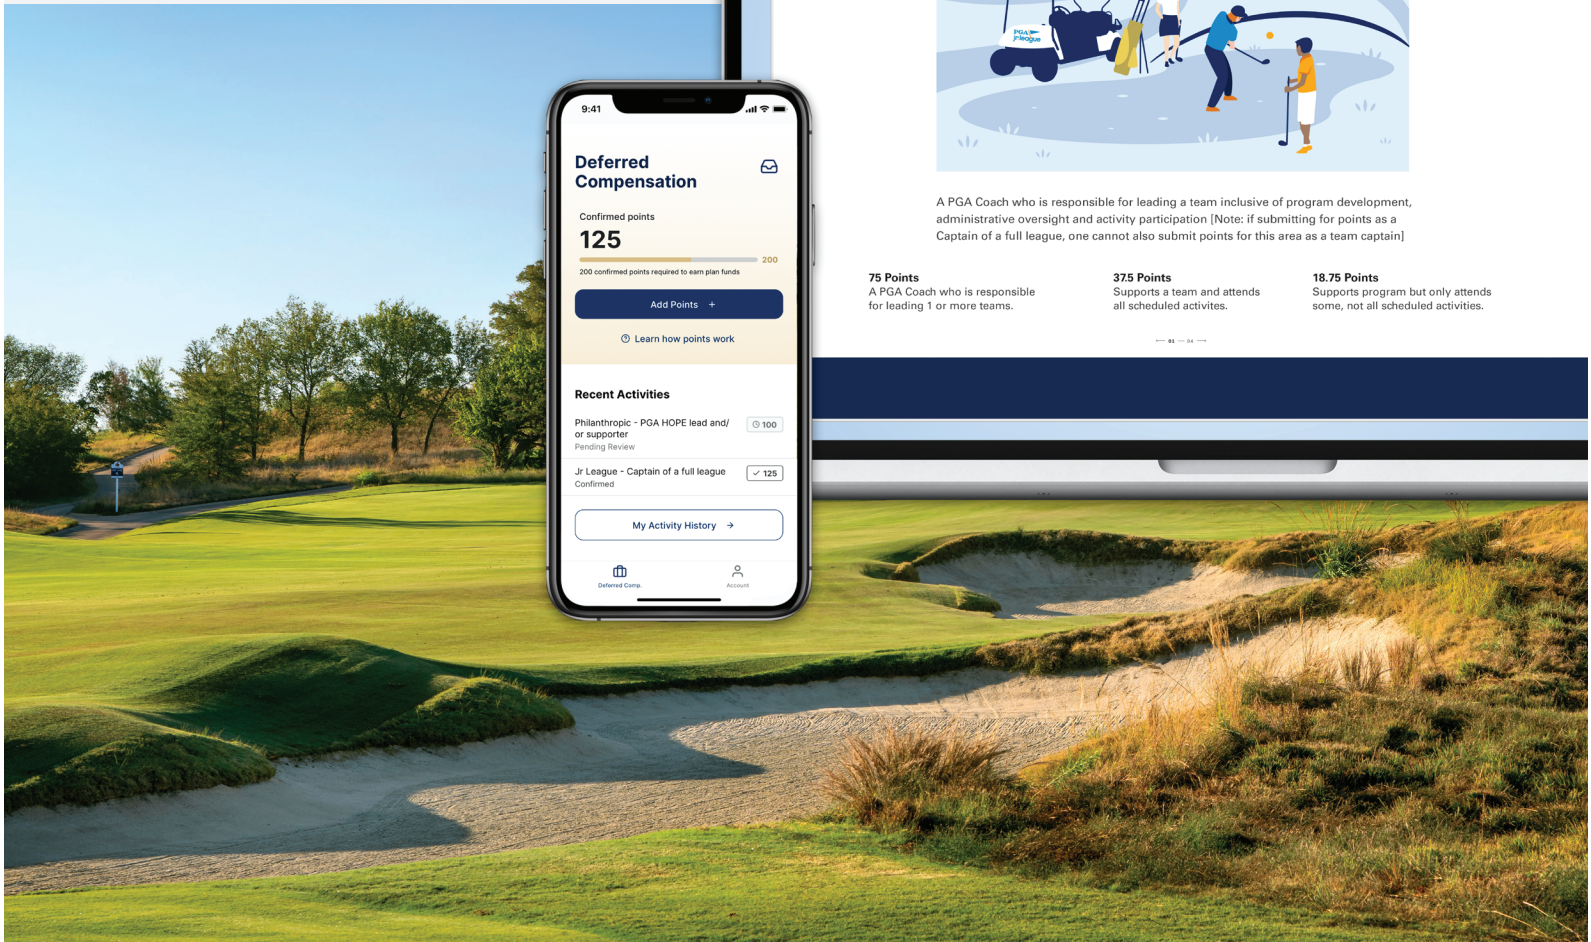 PGA
jr.league
9:41
Deferred
Compensation
Confirmed points
125
200
200 confirmed points required to earn plan funds
Add Points +
Learn how points work
Recent Activities
Philanthropic - PGA HOPE lead and/
or supporter
100
Pending Review
Jr League - Captain of a full league
125
Confirmed
My Activity History →
Deferred Comp.
Account
A PGA Coach who is responsible for leading a team inclusive of program development,
administrative oversight and activity participation [Note: if submitting for points as a
Captain of a full league, one cannot also submit points for this area as a team captain]
75 Points
A PGA Coach who is responsible
for leading 1 or more teams.
37.5 Points
Supports a team and attends
all scheduled activites.
18.75 Points
Supports program but only attends
some, not all scheduled activities.
← 01 — 04 →